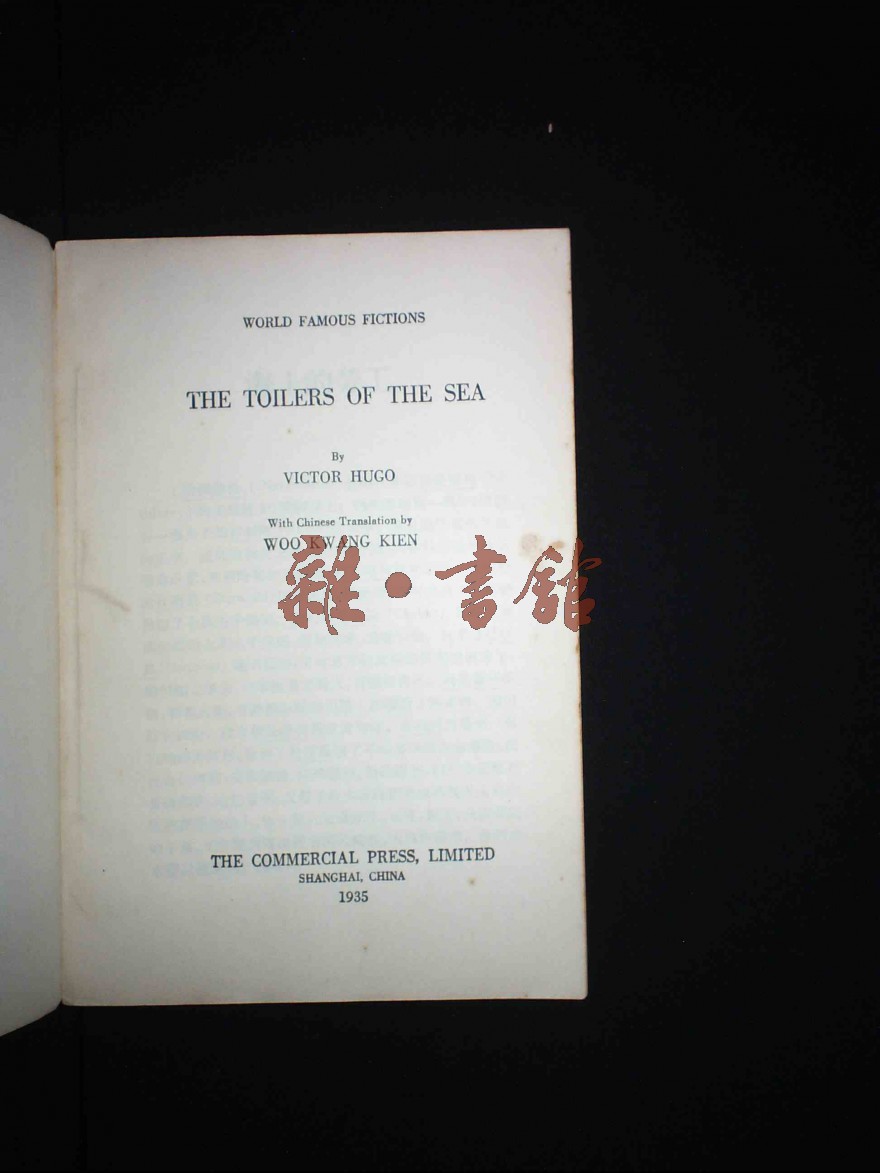 WORLD FAMOUS FICTIONS
THE TOILERS OF THE SEA
By
VICTOR HUGO
With Chinese Translation by
WOO KWANG KIEN
雜·書館
THE COMMERCIAL PRESS, LIMITED
SHANGHAI, CHINA
1935